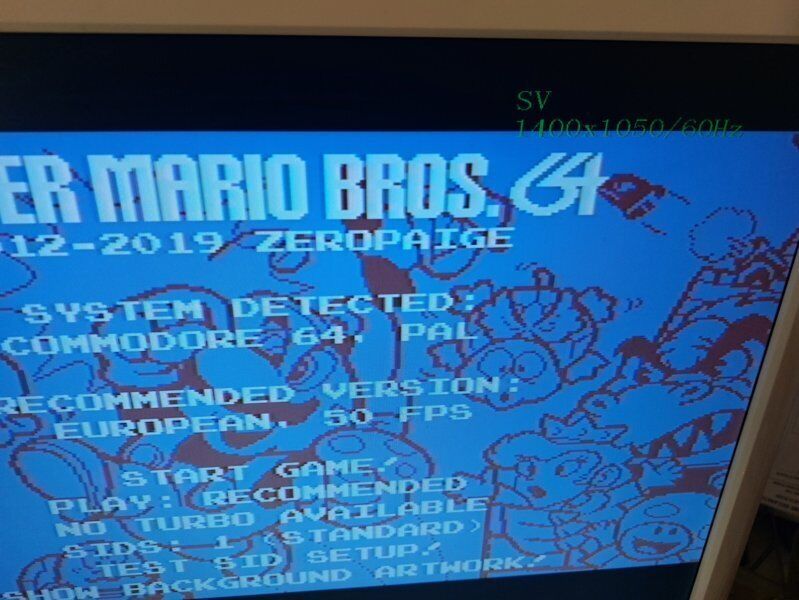 SV
1400x1050/60Hz
ER MARIO BROS. 64
12-2019 ZEROPAIGE
SYSTEM DETECTED:
COMMODORE 64, PAL
RECOMMENDED VERSION:
EUROPEAN, 50 FPS
START GAME!
PLAY: RECOMMENDED
NO TURBO AVAILABLE
SIDS: 1 (STANDARD)
TEST SID SETUP!
SHOW BACKGROUND ARTWORK!